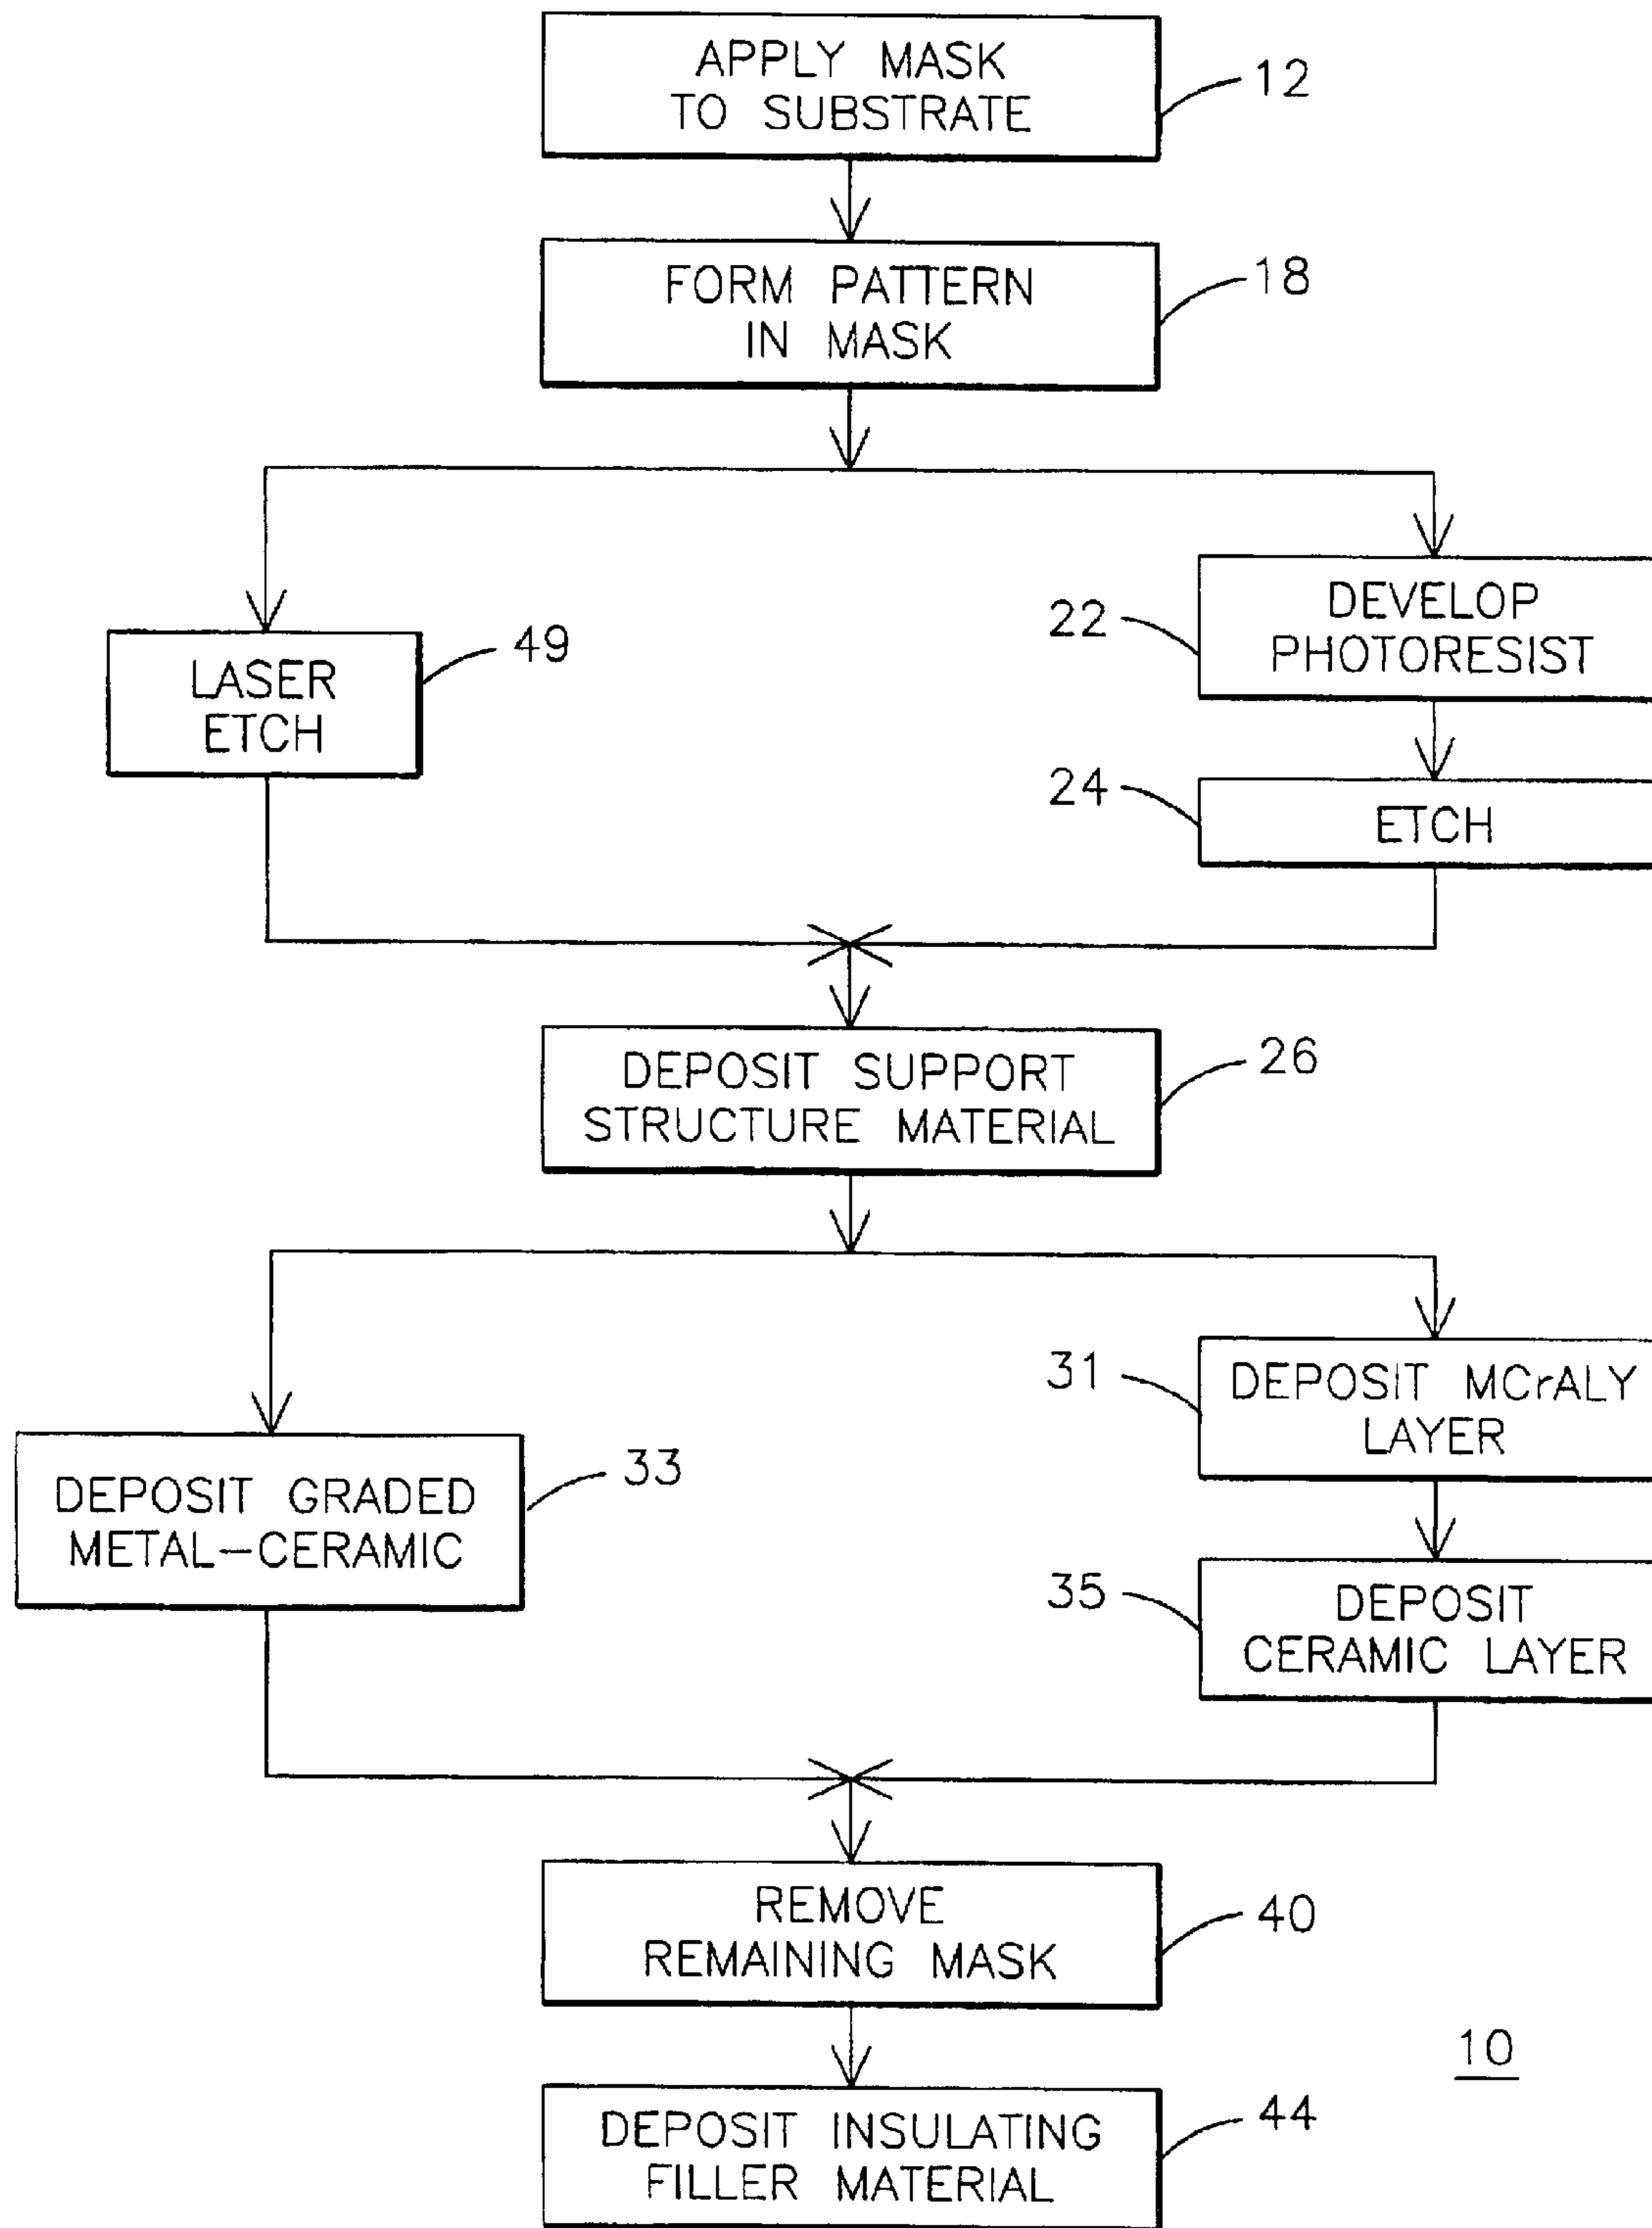 APPLY MASK
TO SUBSTRATE
12
FORM PATTERN
IN MASK
18
DEVELOP
PHOTORESIST
22
LASER
ETCH
49
24
ETCH
DEPOSIT SUPPORT
STRUCTURE MATERIAL
26
31
DEPOSIT MCrALY
LAYER
DEPOSIT GRADED
METAL-CERAMIC
33
35
DEPOSIT
CERAMIC LAYER
REMOVE
REMAINING MASK
40
10
DEPOSIT INSULATING
FILLER MATERIAL
44